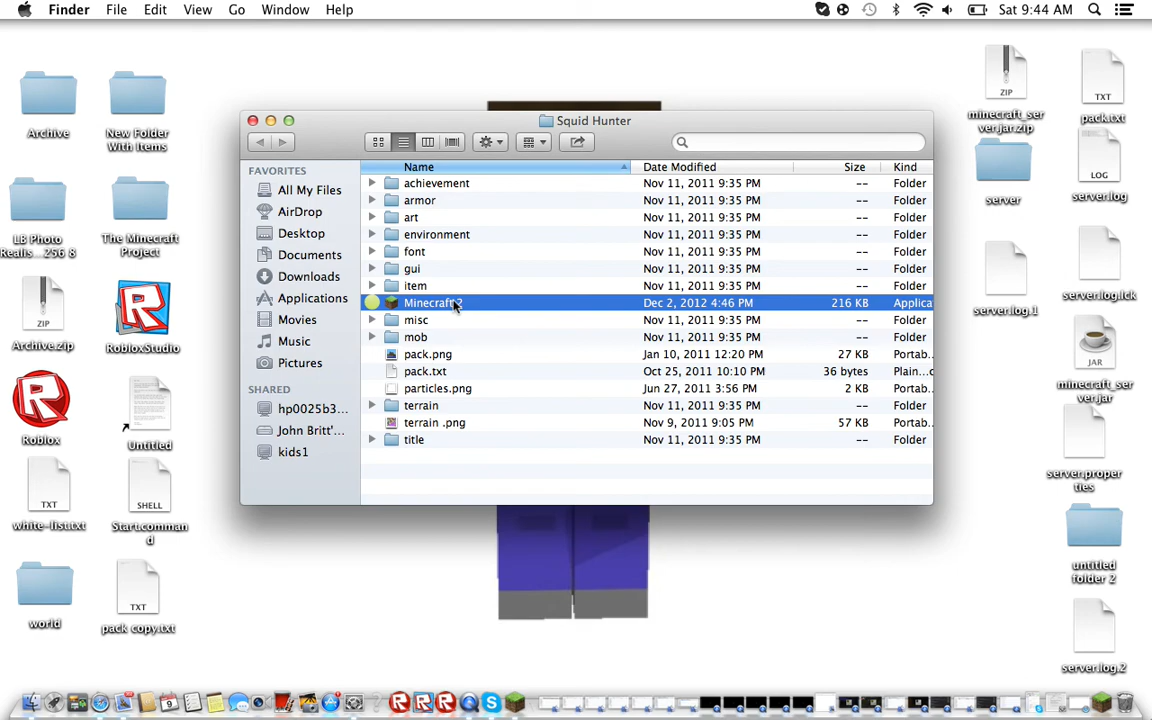 Finder File Edit View Go Window Help
Sat 9:44 AM
Squid Hunter
FAVORITES
All My Files
AirDrop
Desktop
Documents
Downloads
Applications
Movies
Music
Pictures
SHARED
hp0025b3...
John Britt'...
kids1
Name Date Modified Size Kind
achievement Nov 11, 2011 9:35 PM -- Folder
armor Nov 11, 2011 9:35 PM -- Folder
art Nov 11, 2011 9:35 PM -- Folder
environment Nov 11, 2011 9:35 PM -- Folder
font Nov 11, 2011 9:35 PM -- Folder
gui Nov 11, 2011 9:35 PM -- Folder
item Nov 11, 2011 9:35 PM -- Folder
Minecraft Dec 2, 2012 4:46 PM 216 KB Applica
misc Nov 11, 2011 9:35 PM -- Folder
mob Nov 11, 2011 9:35 PM -- Folder
pack.png Jan 10, 2011 12:20 PM 27 KB Portab..
pack.txt Oct 25, 2011 10:10 PM 36 bytes Plain...c
particles.png Jun 27, 2011 3:56 PM 2 KB Portab..
terrain Nov 11, 2011 9:35 PM -- Folder
terrain .png Nov 9, 2011 9:05 PM 57 KB Portab..
title Nov 11, 2011 9:35 PM -- Folder
Archive
New Folder
With Items
LB Photo
Realis...256 8
The Minecraft
Project
ZIP
Archive.zip
RobloxStudio
Roblox
Untitled
TXT
white-list.txt
SHELL
Start.comman
d
world
TXT
pack copy.txt
ZIP
minecraft_ser
ver.jar.zip
TXT
pack.txt
server
LOG
server.log
server.log.1
server.log.lck
JAR
minecraft_ser
ver.jar
server.proper
ties
untitled
folder 2
server.log.2